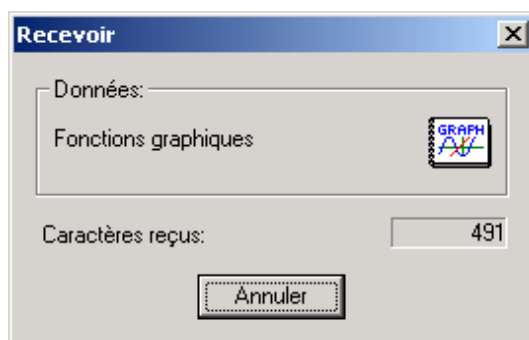 Recevoir
Données:
Fonctions graphiques
GRAPH
Caractères reçus:
491
Annuler